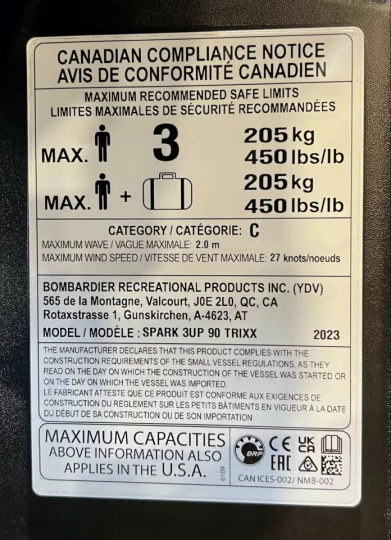 CANADIAN COMPLIANCE NOTICE
AVIS DE CONFORMITÉ CANADIEN
MAXIMUM RECOMMENDED SAFE LIMITS
LIMITES MAXIMALES DE SÉCURITÉ RECOMMANDÉES
MAX. 3 205 kg
450 lbs/lb
MAX. + 205 kg
450 lbs/lb
CATEGORY / CATÉGORIE: C
MAXIMUM WAVE / VAGUE MAXIMALE: 2.0 m
MAXIMUM WIND SPEED / VITESSE DE VENT MAXIMALE: 27 knots/noeuds
BOMBARDIER RECREATIONAL PRODUCTS INC. (YDV)
565 de la Montagne, Valcourt, J0E 2L0, QC, CA
Rotaxstrasse 1, Gunskirchen, A-4623, AT
MODEL / MODÈLE : SPARK 3UP 90 TRIXX 2023
THE MANUFACTURER DECLARES THAT THIS PRODUCT COMPLIES WITH THE
CONSTRUCTION REQUIREMENTS OF THE SMALL VESSEL REGULATIONS, AS THEY
READ ON THE DAY ON WHICH THE CONSTRUCTION OF THE VESSEL WAS STARTED OR
ON THE DAY ON WHICH THE VESSEL WAS IMPORTED.
LE FABRICANT ATTESTE QUE CE PRODUIT EST CONFORME AUX EXIGENCES DE
CONSTRUCTION DU RÈGLEMENT SUR LES PETITS BÂTIMENTS EN VIGUEUR À LA DATE
DU DÉBUT DE SA CONSTRUCTION OU DE SON IMPORTATION
MAXIMUM CAPACITIES
ABOVE INFORMATION ALSO
APPLIES IN THE U.S.A.
6109
BRP CE UK CA
EAC
CAN ICES-002/ NMB-002